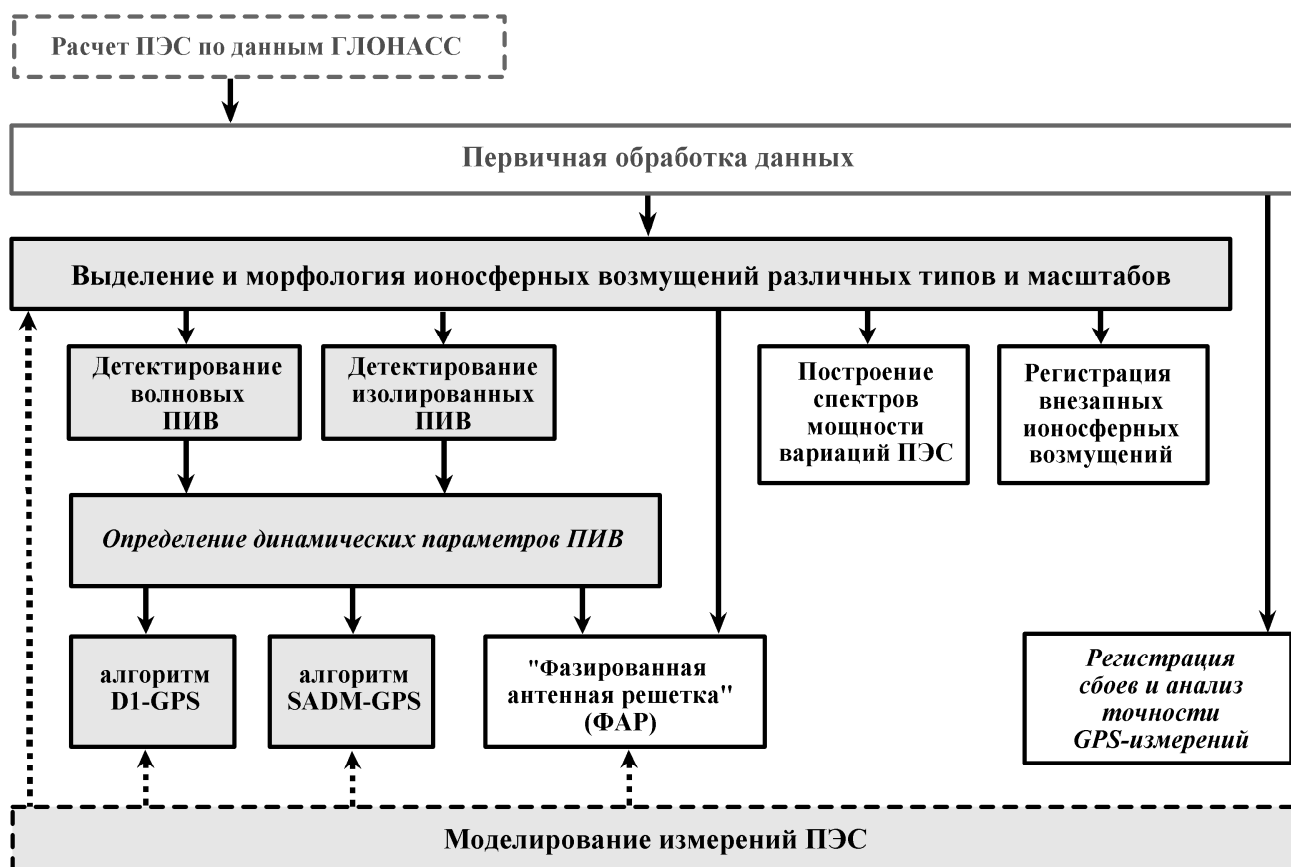 Расчет ПЭС по данным ГЛОНАСС
Первичная обработка данных
Выделение и морфология ионосферных возмущений различных типов и масштабов
Детектирование
волновых
ПИВ
Детектирование
изолированных
ПИВ
Построение
спектров
мощности
вариаций ПЭС
Регистрация
внезапных
ионосферных
возмущений
Определение динамических параметров ПИВ
алгоритм
D1-GPS
алгоритм
SADM-GPS
"Фазированная
антенная решетка"
(ФАР)
Регистрация
сбоев и анализ
точности
GPS-измерений
Моделирование измерений ПЭС